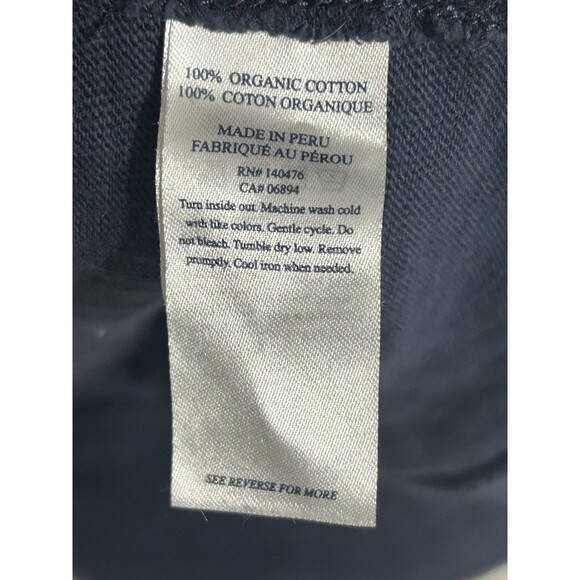 100% ORGANIC COTTON
100% COTON ORGANIQUE
MADE IN PERU
FABRIQUÉ AU PÉROU
RN# 140476
CA# 06894
Turn inside out. Machine wash cold
with like colors. Gentle cycle. Do
not bleach. Tumble dry low. Remove
promptly. Cool iron when needed.
SEE REVERSE FOR MORE